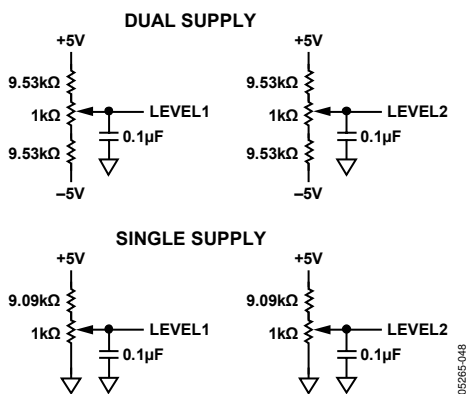 DUAL SUPPLY
+5V +5V
9.53kΩ 9.53kΩ
1kΩ LEVEL1 1kΩ LEVEL2
0.1µF 0.1µF
9.53kΩ 9.53kΩ
–5V –5V
SINGLE SUPPLY
+5V +5V
9.09kΩ 9.09kΩ
1kΩ LEVEL1 1kΩ LEVEL2
0.1µF 0.1µF
05265-048